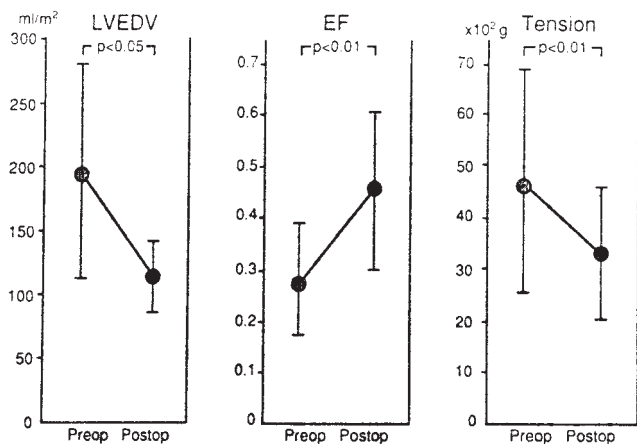 LVEDV
ml/m²
300
p<0.05
250
200
150
100
50
0
Preop Postop
EF
p<0.01
0.7
0.6
0.5
0.4
0.3
0.2
0.1
0
Preop Postop
Tension
x10² g
70
p<0.01
60
50
40
30
20
10
0
Preop Postop